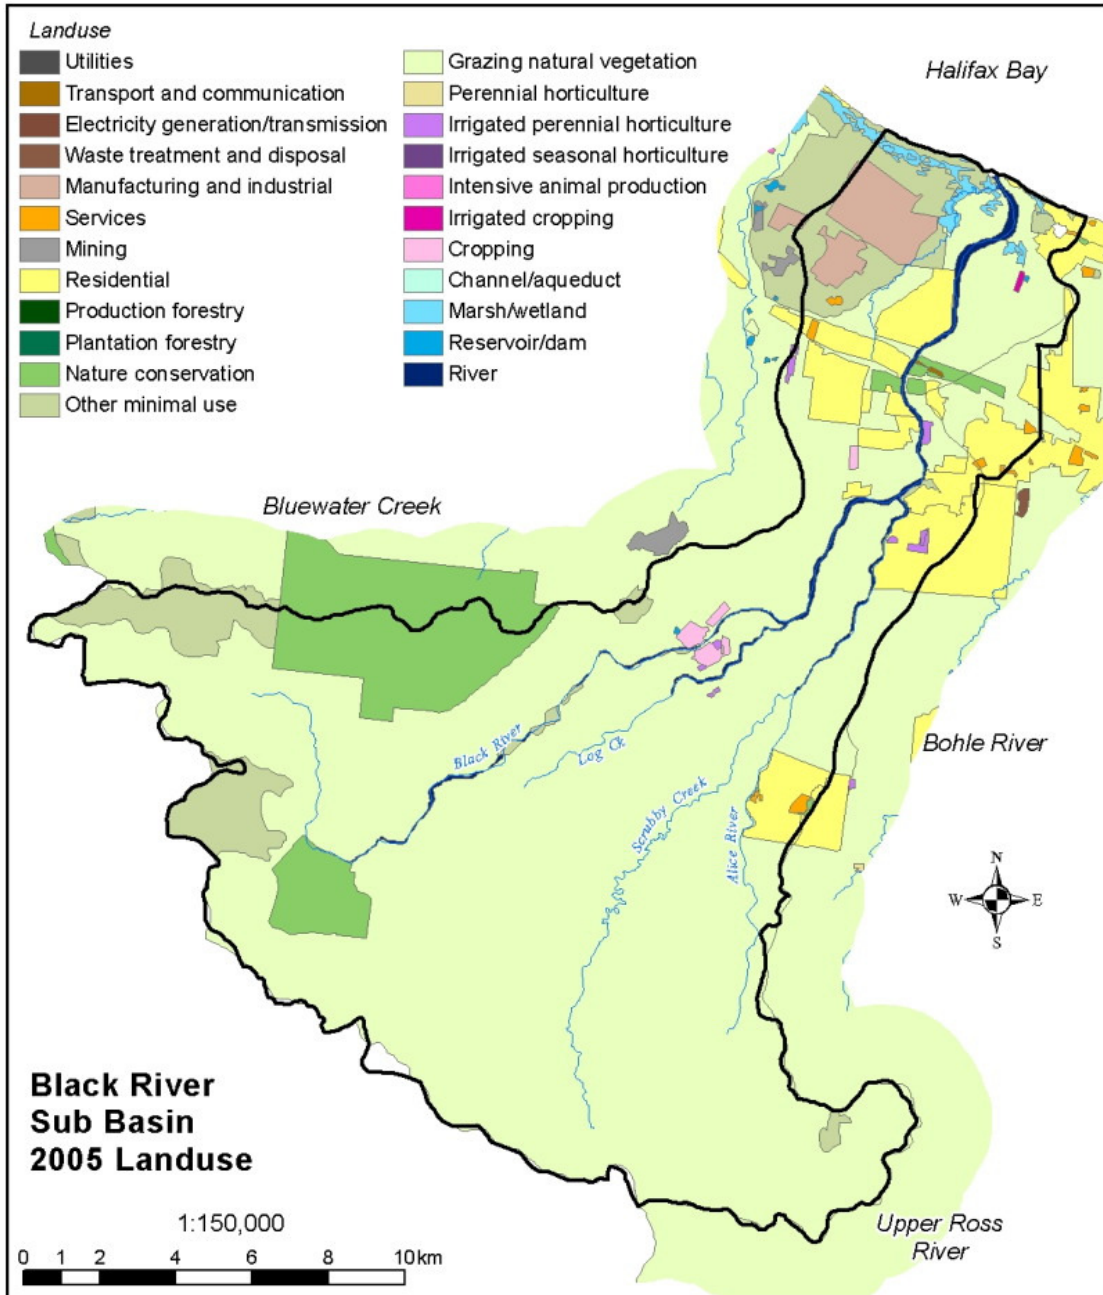 Landuse
Utilities
Transport and communication
Electricity generation/transmission
Waste treatment and disposal
Manufacturing and industrial
Services
Mining
Residential
Production forestry
Plantation forestry
Nature conservation
Other minimal use
Grazing natural vegetation
Perennial horticulture
Irrigated perennial horticulture
Irrigated seasonal horticulture
Intensive animal production
Irrigated cropping
Cropping
Channel/aqueduct
Marsh/wetland
Reservoir/dam
River
Halifax Bay
Bluewater Creek
Black River
Log Ck
Scrubby Creek
Alice River
Bohle River
N
W E
S
Upper Ross
River
Black River
Sub Basin
2005 Landuse
1:150,000
0 1 2 4 6 8 10 km